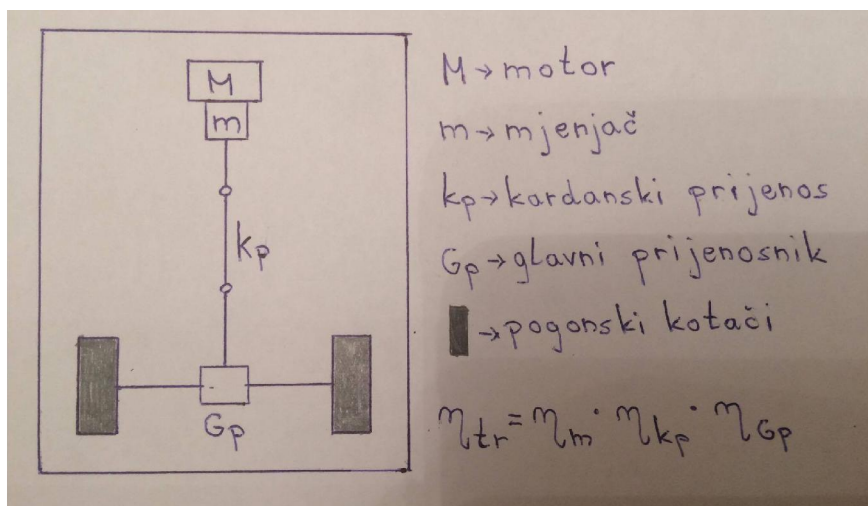 M
m
kp
Gp
M → motor
m → mjenjač
kp → kardanski prijenos
Gp → glavni prijenosnik
→ pogonski kotači
ηtr = ηm · ηkp · ηGp